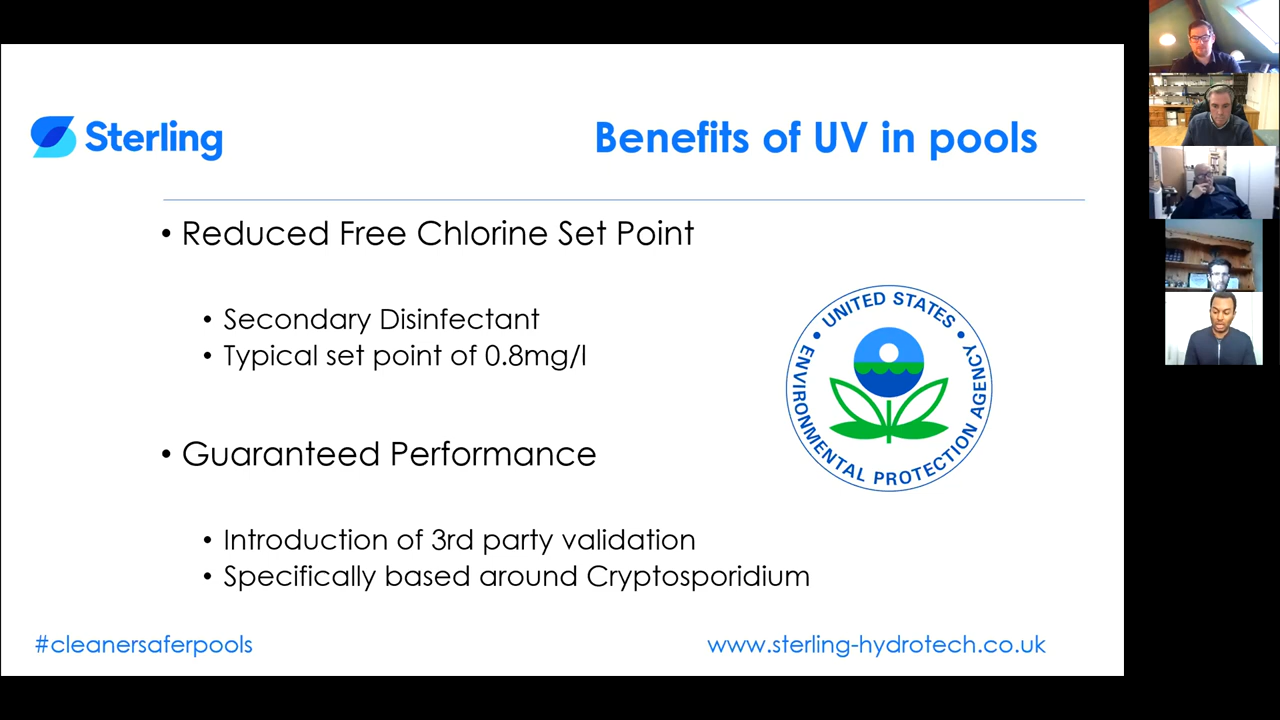 Sterling
Benefits of UV in pools
• Reduced Free Chlorine Set Point
• Secondary Disinfectant
• Typical set point of 0.8mg/l
• Guaranteed Performance
• Introduction of 3rd party validation
• Specifically based around Cryptosporidium
• UNITED STATES •
ENVIRONMENTAL PROTECTION AGENCY
#cleanersaferpools
www.sterling-hydrotech.co.uk